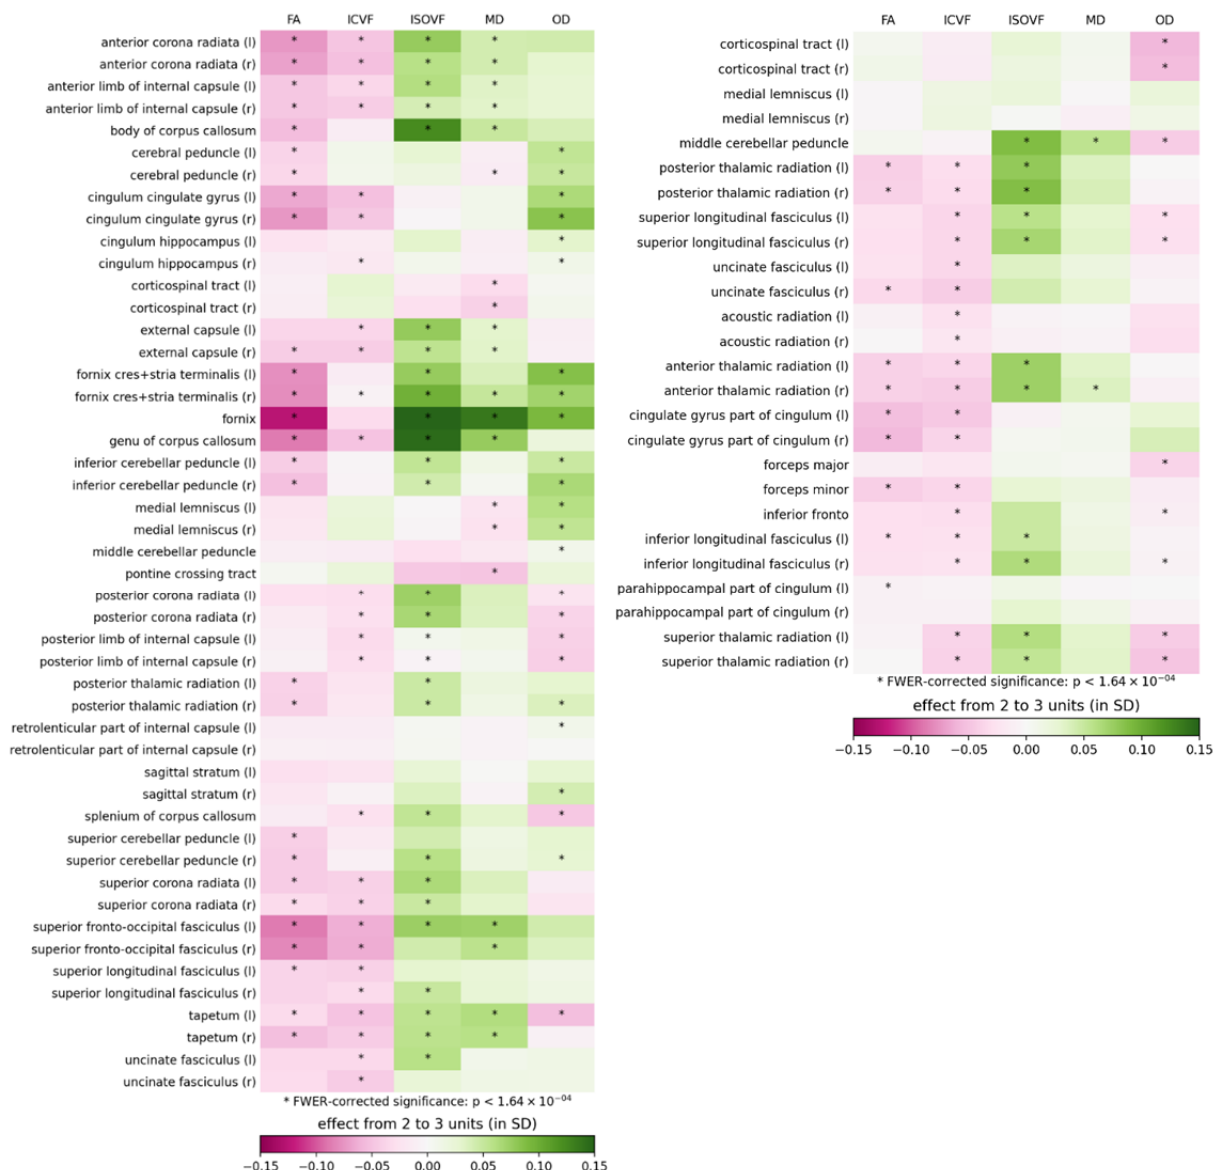 FA ICVF ISOVF MD OD
anterior corona radiata (l) * * * *
anterior corona radiata (r) * * * *
anterior limb of internal capsule (l) * * * *
anterior limb of internal capsule (r) * * * *
body of corpus callosum * * *
cerebral peduncle (l) * *
cerebral peduncle (r) * * *
cingulum cingulate gyrus (l) * * *
cingulum cingulate gyrus (r) * * *
cingulum hippocampus (l) *
cingulum hippocampus (r) * *
corticospinal tract (l) *
corticospinal tract (r) *
external capsule (l) * * *
external capsule (r) * * * *
fornix cres+stria terminalis (l) * * *
fornix cres+stria terminalis (r) * * * * *
fornix * * * *
genu of corpus callosum * * * *
inferior cerebellar peduncle (l) * * *
inferior cerebellar peduncle (r) * * *
medial lemniscus (l) * *
medial lemniscus (r) * *
middle cerebellar peduncle *
pontine crossing tract *
posterior corona radiata (l) * * *
posterior corona radiata (r) * * *
posterior limb of internal capsule (l) * * *
posterior limb of internal capsule (r) * * *
posterior thalamic radiation (l) * *
posterior thalamic radiation (r) * * *
retrolenticular part of internal capsule (l) *
retrolenticular part of internal capsule (r)
sagittal stratum (l)
sagittal stratum (r) *
splenium of corpus callosum * * *
superior cerebellar peduncle (l) *
superior cerebellar peduncle (r) * * *
superior corona radiata (l) * * *
superior corona radiata (r) * * *
superior fronto-occipital fasciculus (l) * * * *
superior fronto-occipital fasciculus (r) * * *
superior longitudinal fasciculus (l) * *
superior longitudinal fasciculus (r) * *
tapetum (l) * * * * *
tapetum (r) * * * *
uncinate fasciculus (l) * *
uncinate fasciculus (r) *
* FWER-corrected significance: p < 1.64 × 10⁻⁰⁴
effect from 2 to 3 units (in SD)
−0.15 −0.10 −0.05 0.00 0.05 0.10 0.15
FA ICVF ISOVF MD OD
corticospinal tract (l) *
corticospinal tract (r) *
medial lemniscus (l)
medial lemniscus (r)
middle cerebellar peduncle * * *
posterior thalamic radiation (l) * * *
posterior thalamic radiation (r) * * *
superior longitudinal fasciculus (l) * * *
superior longitudinal fasciculus (r) * * *
uncinate fasciculus (l) *
uncinate fasciculus (r) * *
acoustic radiation (l) *
acoustic radiation (r) *
anterior thalamic radiation (l) * * *
anterior thalamic radiation (r) * * * *
cingulate gyrus part of cingulum (l) * *
cingulate gyrus part of cingulum (r) * *
forceps major *
forceps minor * *
inferior fronto * *
inferior longitudinal fasciculus (l) * * *
inferior longitudinal fasciculus (r) * * *
parahippocampal part of cingulum (l) *
parahippocampal part of cingulum (r)
superior thalamic radiation (l) * * *
superior thalamic radiation (r) * * *
* FWER-corrected significance: p < 1.64 × 10⁻⁰⁴
effect from 2 to 3 units (in SD)
−0.15 −0.10 −0.05 0.00 0.05 0.10 0.15